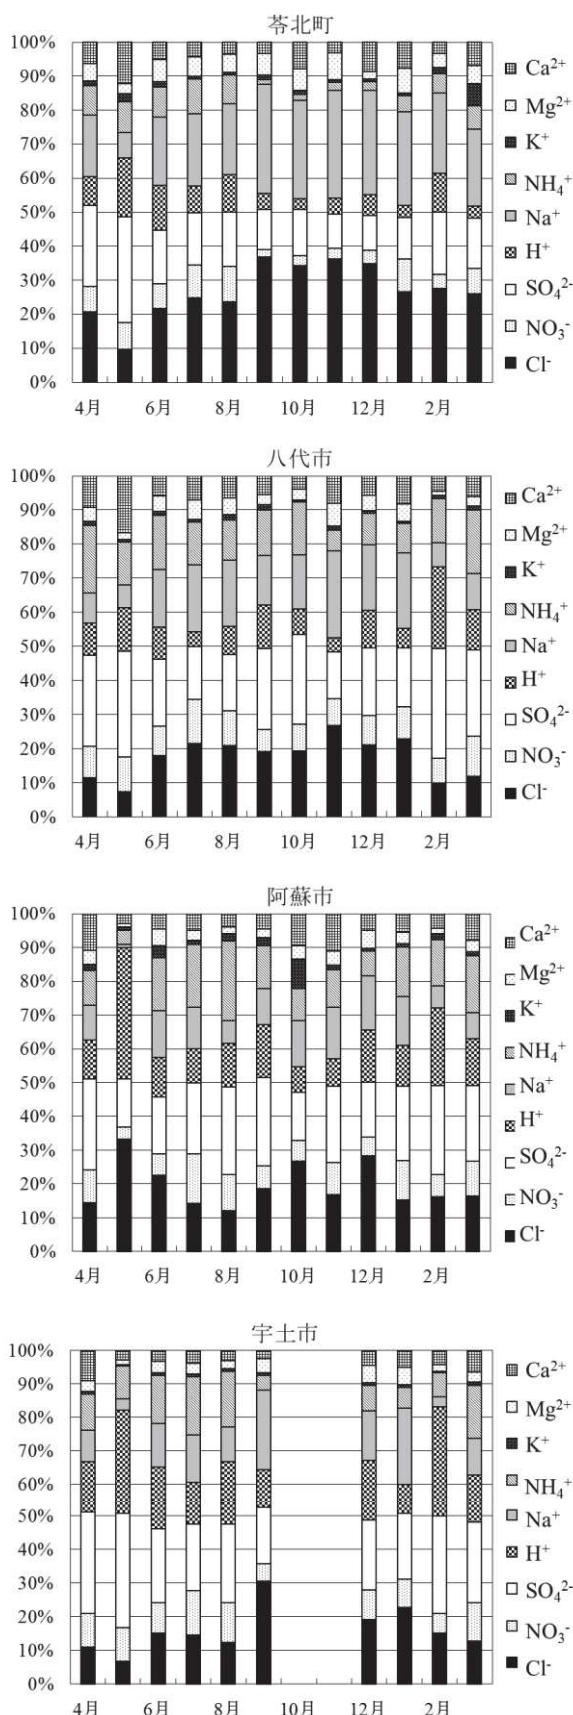 苓北町
100%
90%
80%
70%
60%
50%
40%
30%
20%
10%
0%
4月 6月 8月 10月 12月 2月
Ca²⁺
Mg²⁺
K⁺
NH₄⁺
Na⁺
H⁺
SO₄²⁻
NO₃⁻
Cl⁻
八代市
100%
90%
80%
70%
60%
50%
40%
30%
20%
10%
0%
4月 6月 8月 10月 12月 2月
Ca²⁺
Mg²⁺
K⁺
NH₄⁺
Na⁺
H⁺
SO₄²⁻
NO₃⁻
Cl⁻
阿蘇市
100%
90%
80%
70%
60%
50%
40%
30%
20%
10%
0%
4月 6月 8月 10月 12月 2月
Ca²⁺
Mg²⁺
K⁺
NH₄⁺
Na⁺
H⁺
SO₄²⁻
NO₃⁻
Cl⁻
宇土市
100%
90%
80%
70%
60%
50%
40%
30%
20%
10%
0%
4月 6月 8月 10月 12月 2月
Ca²⁺
Mg²⁺
K⁺
NH₄⁺
Na⁺
H⁺
SO₄²⁻
NO₃⁻
Cl⁻